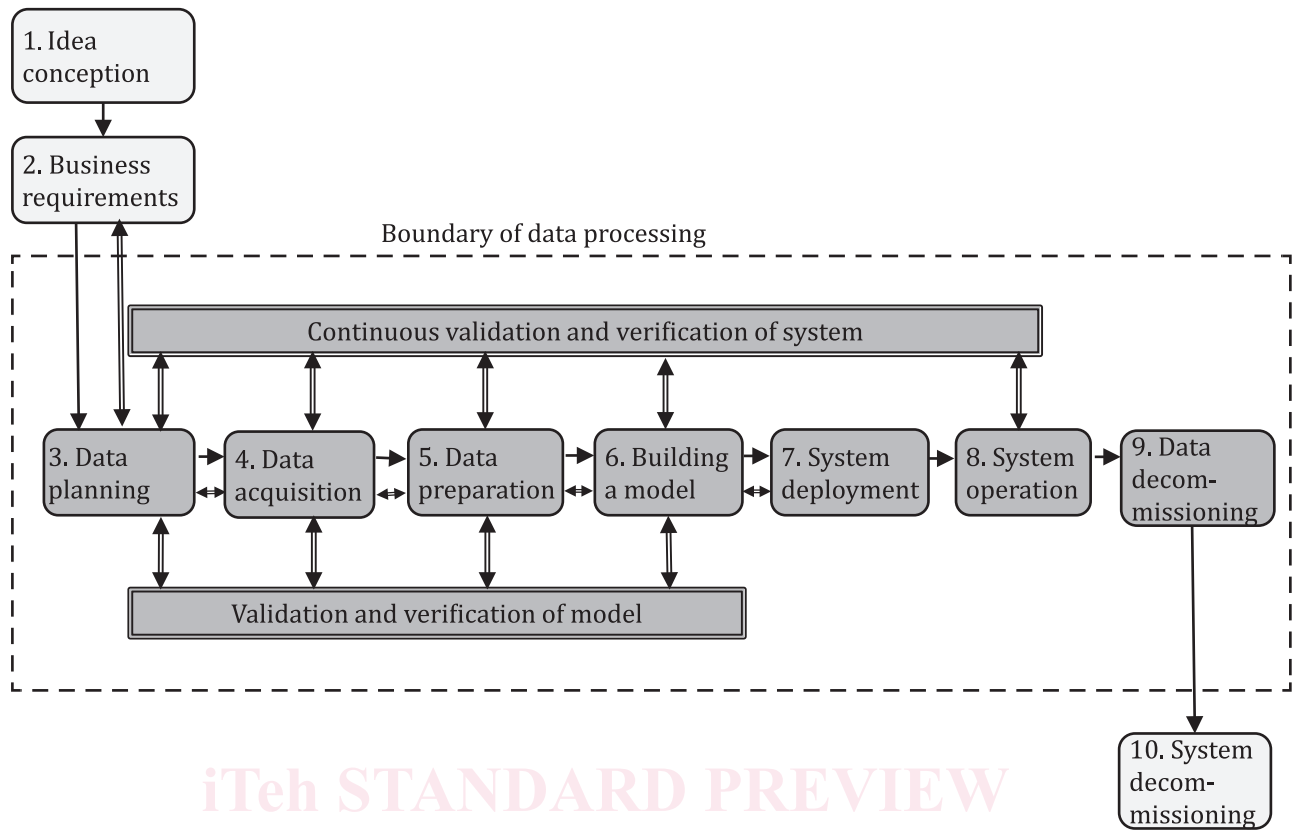 1. Idea
conception
2. Business
requirements
Boundary of data processing
Continuous validation and verification of system
3. Data
planning
4. Data
acquisition
5. Data
preparation
6. Building
a model
7. System
deployment
8. System
operation
9. Data
decom-
missioning
Validation and verification of model
10. System
decom-
missioning
iTeh STANDARD PREVIEW